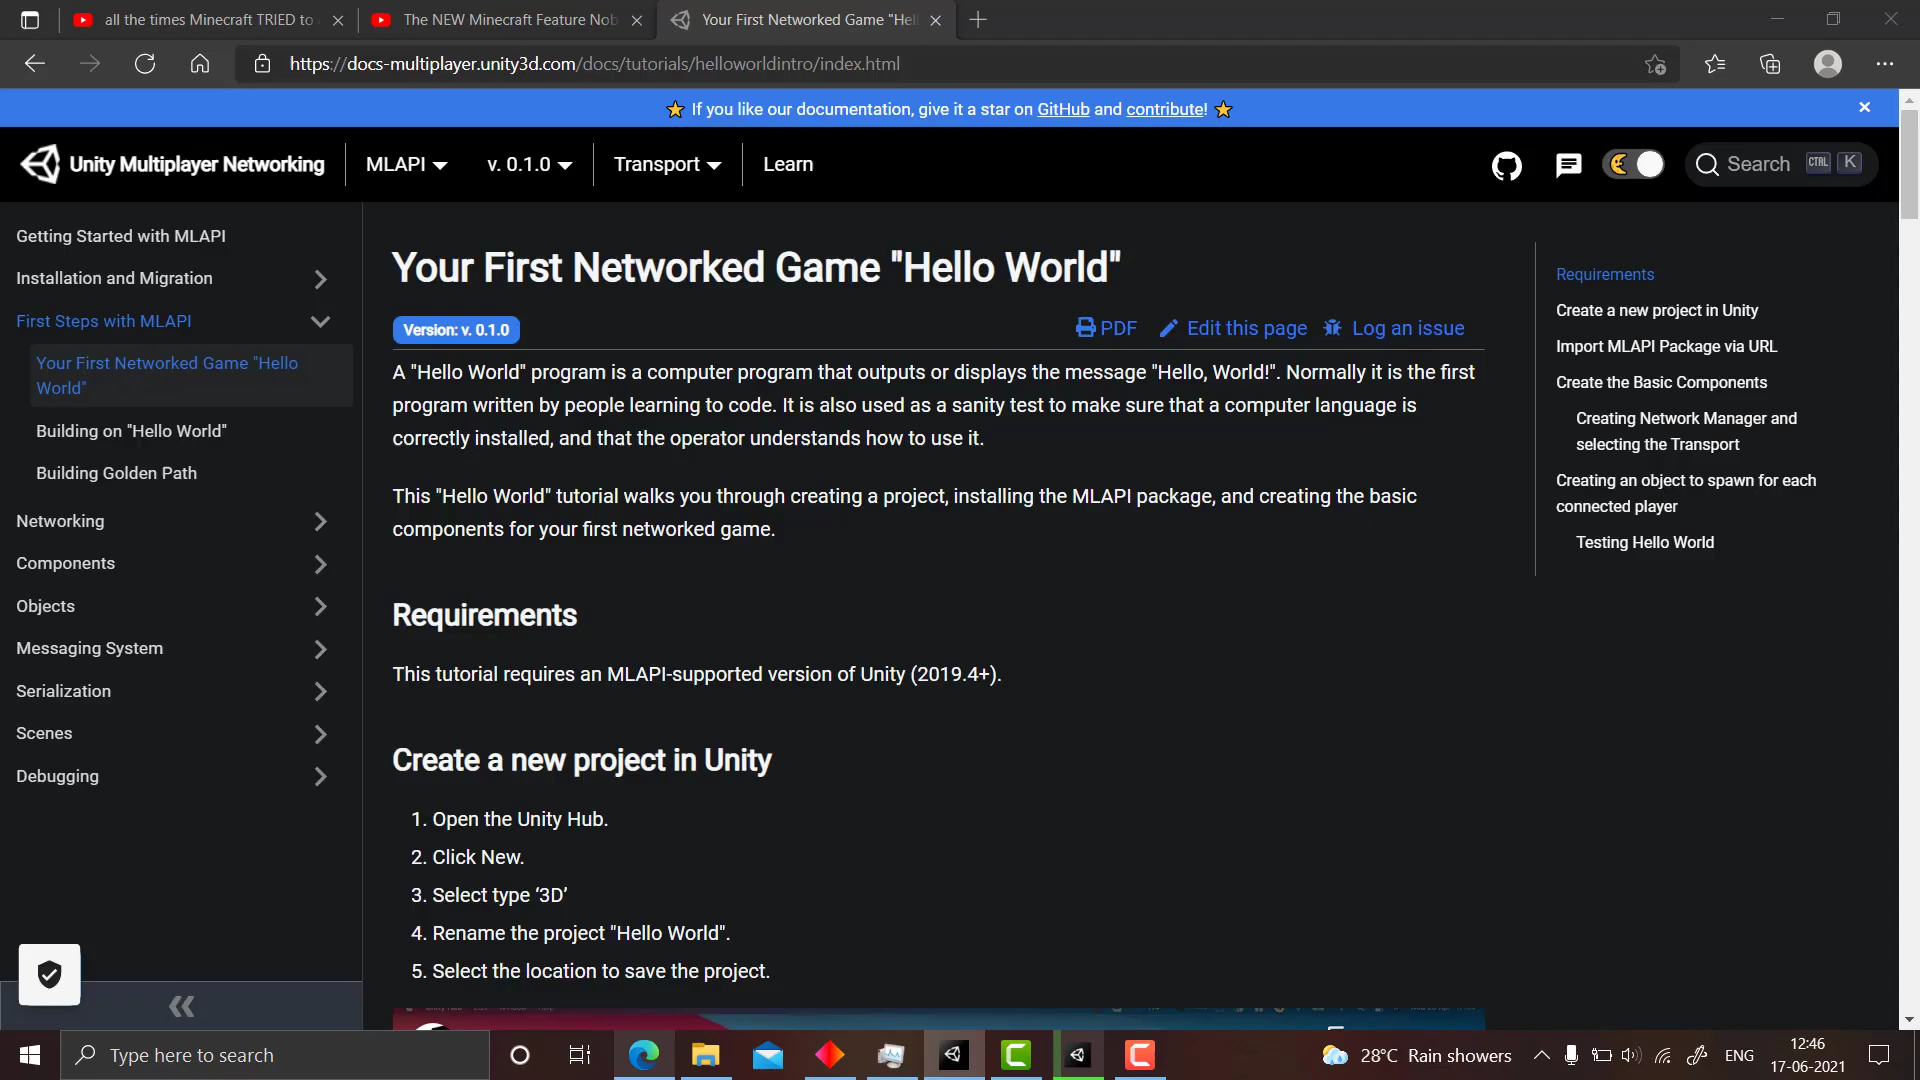 all the times Minecraft TRIED to
The NEW Minecraft Feature Nob
Your First Networked Game "Hel
https://docs-multiplayer.unity3d.com/docs/tutorials/helloworldintro/index.html
If you like our documentation, give it a star on GitHub and contribute!
Unity Multiplayer Networking
MLAPI
v. 0.1.0
Transport
Learn
Search
CTRL
K
Getting Started with MLAPI
Installation and Migration
First Steps with MLAPI
Your First Networked Game "Hello
World"
Building on "Hello World"
Building Golden Path
Networking
Components
Objects
Messaging System
Serialization
Scenes
Debugging
Your First Networked Game "Hello World"
Version: v. 0.1.0
PDF
Edit this page
Log an issue
A "Hello World" program is a computer program that outputs or displays the message "Hello, World!". Normally it is the first
program written by people learning to code. It is also used as a sanity test to make sure that a computer language is
correctly installed, and that the operator understands how to use it.
This "Hello World" tutorial walks you through creating a project, installing the MLAPI package, and creating the basic
components for your first networked game.
Requirements
This tutorial requires an MLAPI-supported version of Unity (2019.4+).
Create a new project in Unity
1. Open the Unity Hub.
2. Click New.
3. Select type ‘3D’
4. Rename the project "Hello World".
5. Select the location to save the project.
Requirements
Create a new project in Unity
Import MLAPI Package via URL
Create the Basic Components
Creating Network Manager and
selecting the Transport
Creating an object to spawn for each
connected player
Testing Hello World
Type here to search
28°C Rain showers
ENG
12:46
17-06-2021